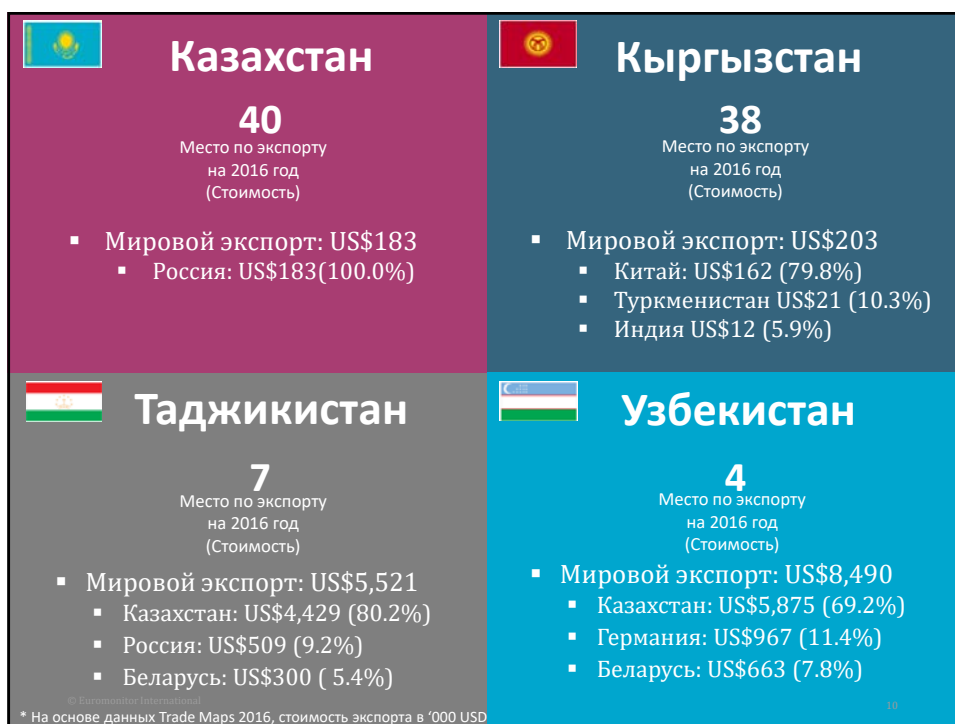 Казахстан
40
Место по экспорту
на 2016 год
(Стоимость)
▪ Мировой экспорт: US$183
▪ Россия: US$183(100.0%)
Кыргызстан
38
Место по экспорту
на 2016 год
(Стоимость)
▪ Мировой экспорт: US$203
▪ Китай: US$162 (79.8%)
▪ Туркменистан US$21 (10.3%)
▪ Индия US$12 (5.9%)
Таджикистан
7
Место по экспорту
на 2016 год
(Стоимость)
▪ Мировой экспорт: US$5,521
▪ Казахстан: US$4,429 (80.2%)
▪ Россия: US$509 (9.2%)
▪ Беларусь: US$300 ( 5.4%)
Узбекистан
4
Место по экспорту
на 2016 год
(Стоимость)
▪ Мировой экспорт: US$8,490
▪ Казахстан: US$5,875 (69.2%)
▪ Германия: US$967 (11.4%)
▪ Беларусь: US$663 (7.8%)
© Euromonitor International
10
* На основе данных Trade Maps 2016, стоимость экспорта в ‘000 USD